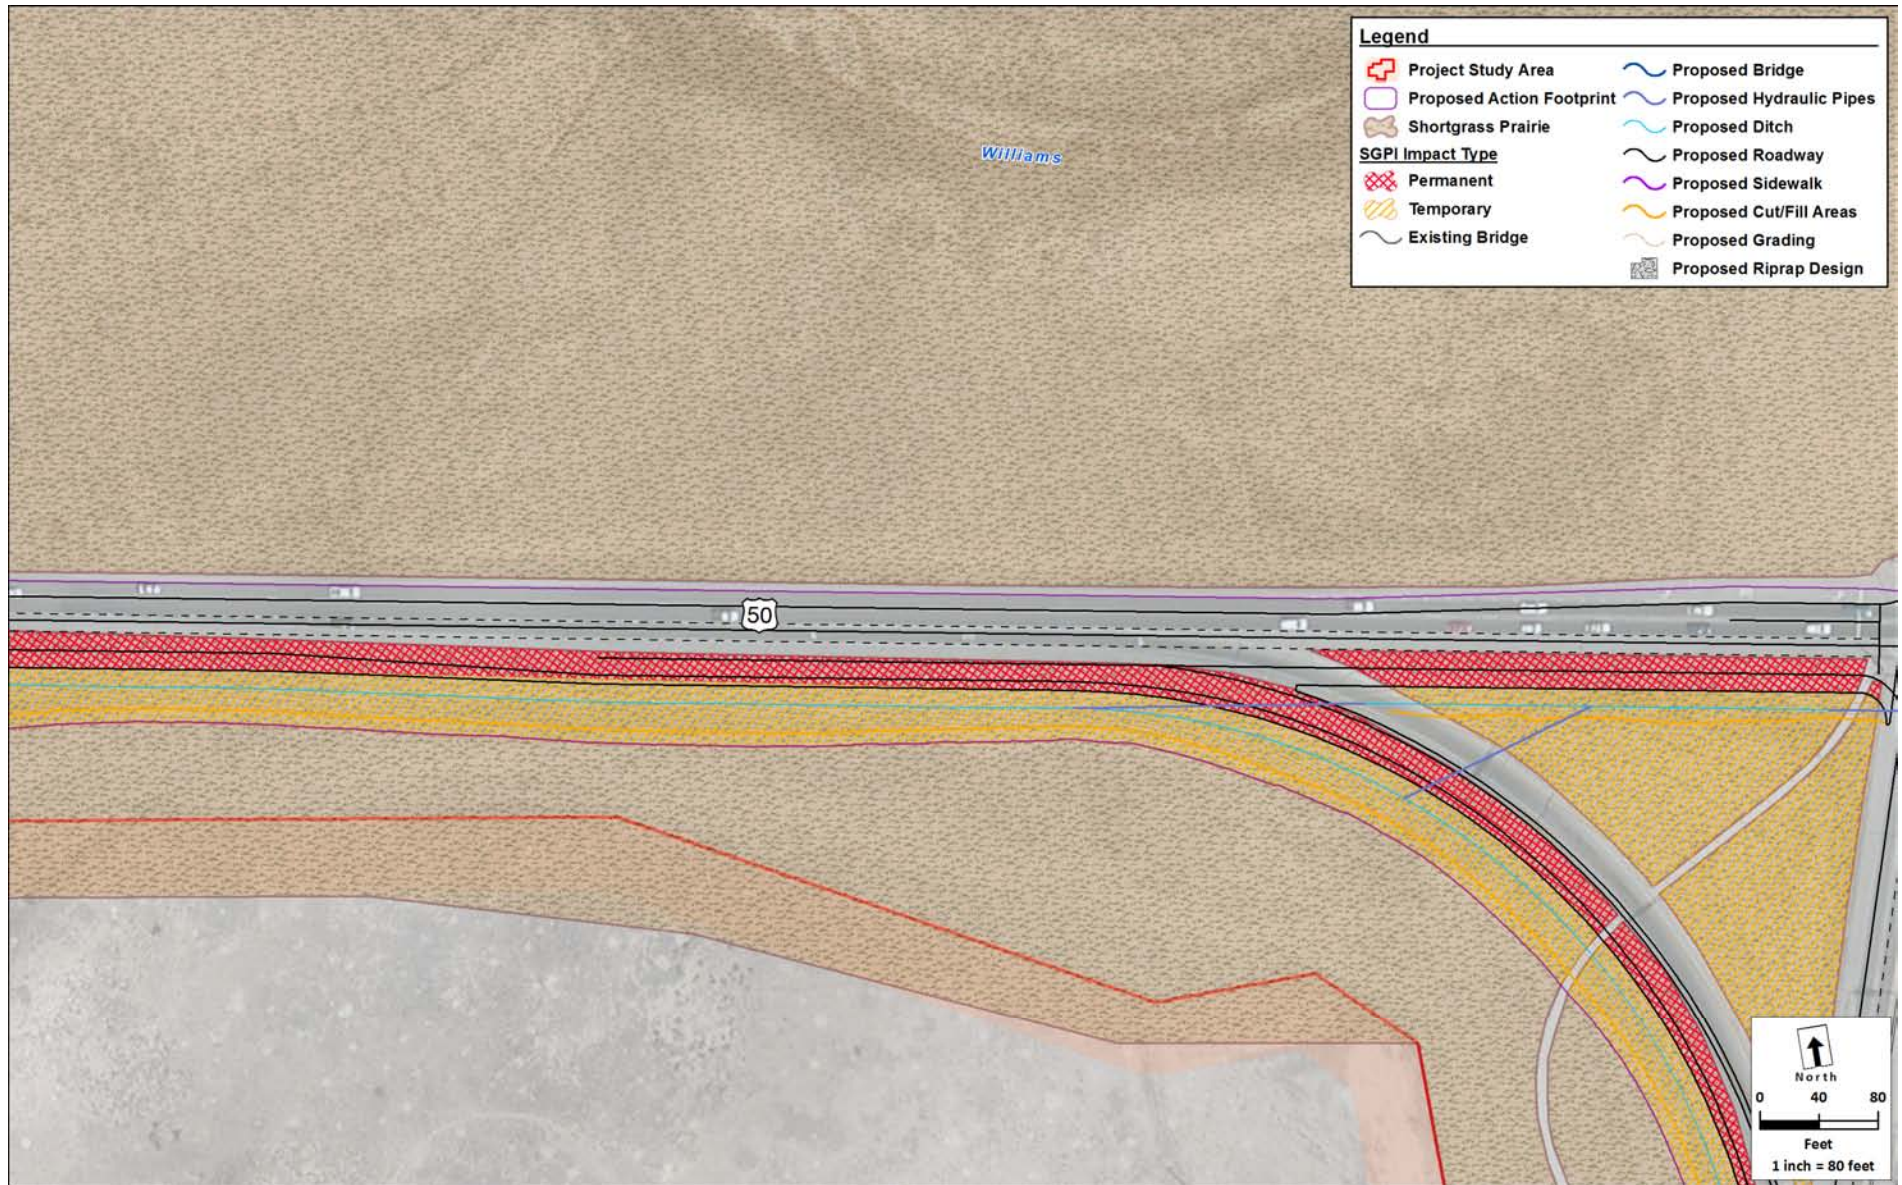 Legend
Project Study Area
Proposed Action Footprint
Shortgrass Prairie
SGPI Impact Type
Permanent
Temporary
Existing Bridge
Proposed Bridge
Proposed Hydraulic Pipes
Proposed Ditch
Proposed Roadway
Proposed Sidewalk
Proposed Cut/Fill Areas
Proposed Grading
Proposed Riprap Design
Williams
50
North
0 40 80
Feet
1 inch = 80 feet